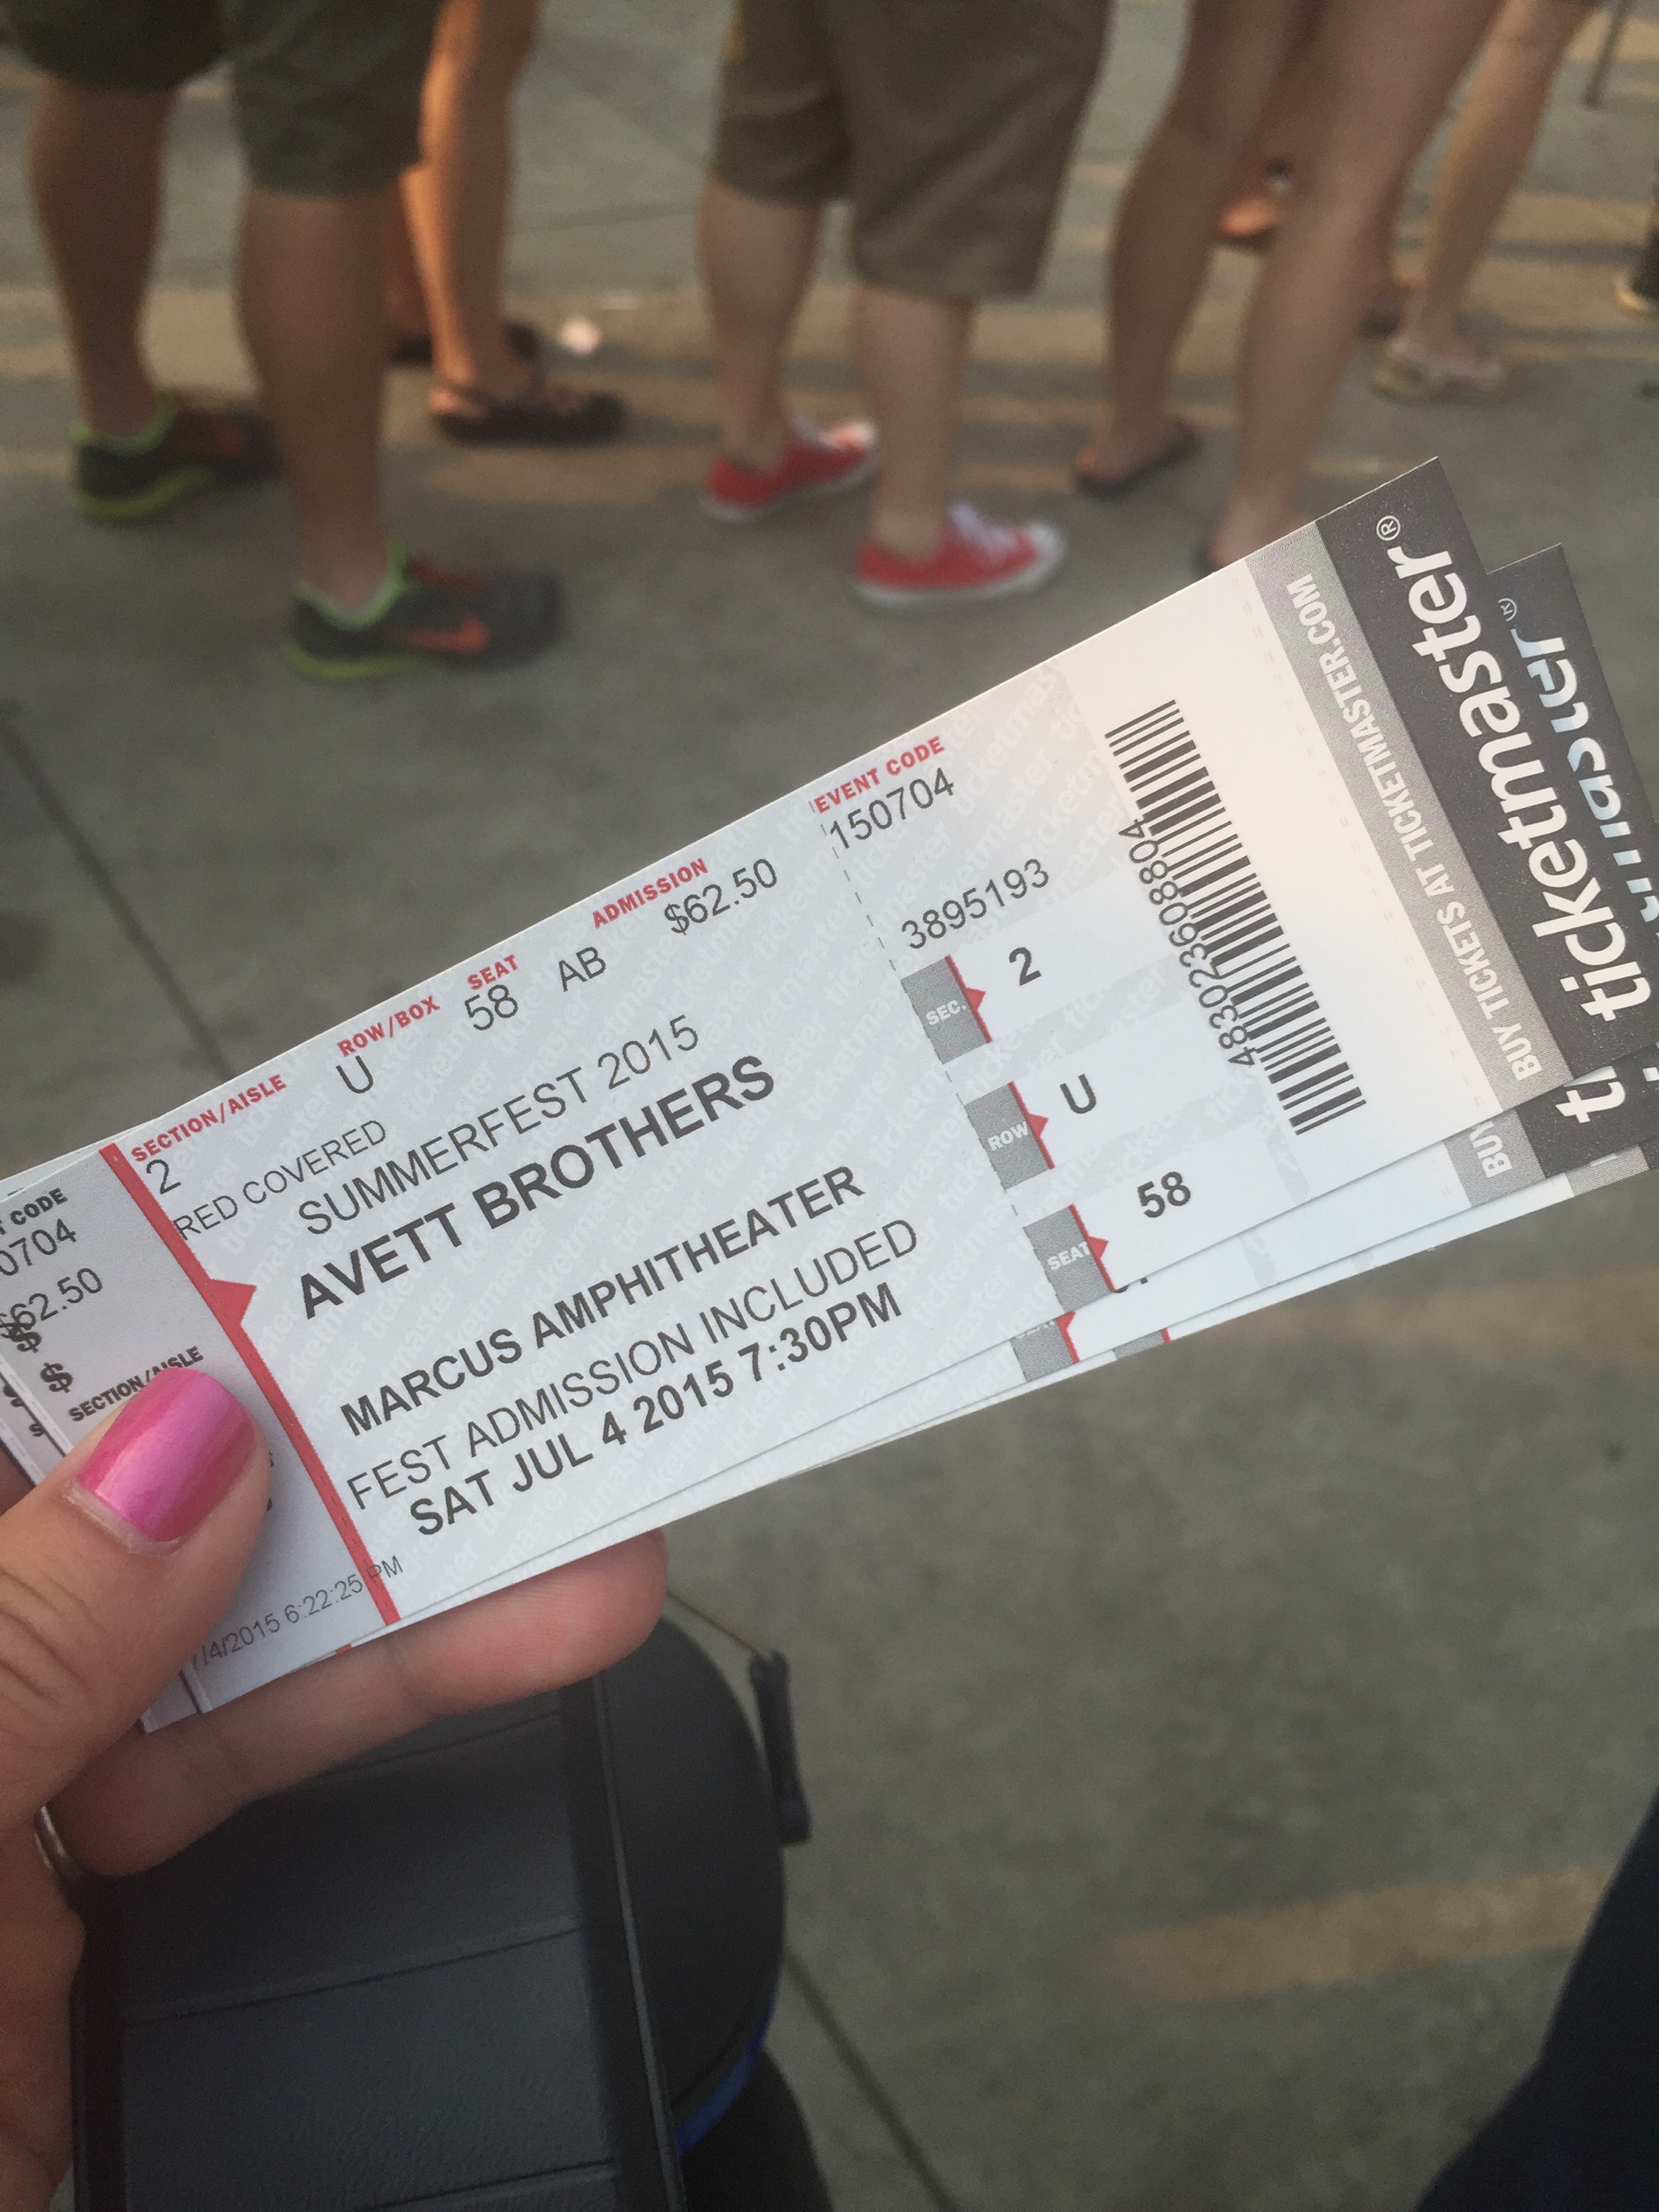 T CODE
0704
$62.50
$
$
SECTION/AISLE
/4/2015 6:22:25 PM
SECTION/AISLE ROW/BOX SEAT ADMISSION
2 U 58 AB $62.50
RED COVERED
SUMMERFEST 2015
AVETT BROTHERS
MARCUS AMPHITHEATER
FEST ADMISSION INCLUDED
SAT JUL 4 2015 7:30PM
EVENT CODE
150704
3895193
SEC. 2
ROW U
SEAT 58
483023608804
BUY TICKETS AT TICKETMASTER.COM
ticketmaster®
BUY